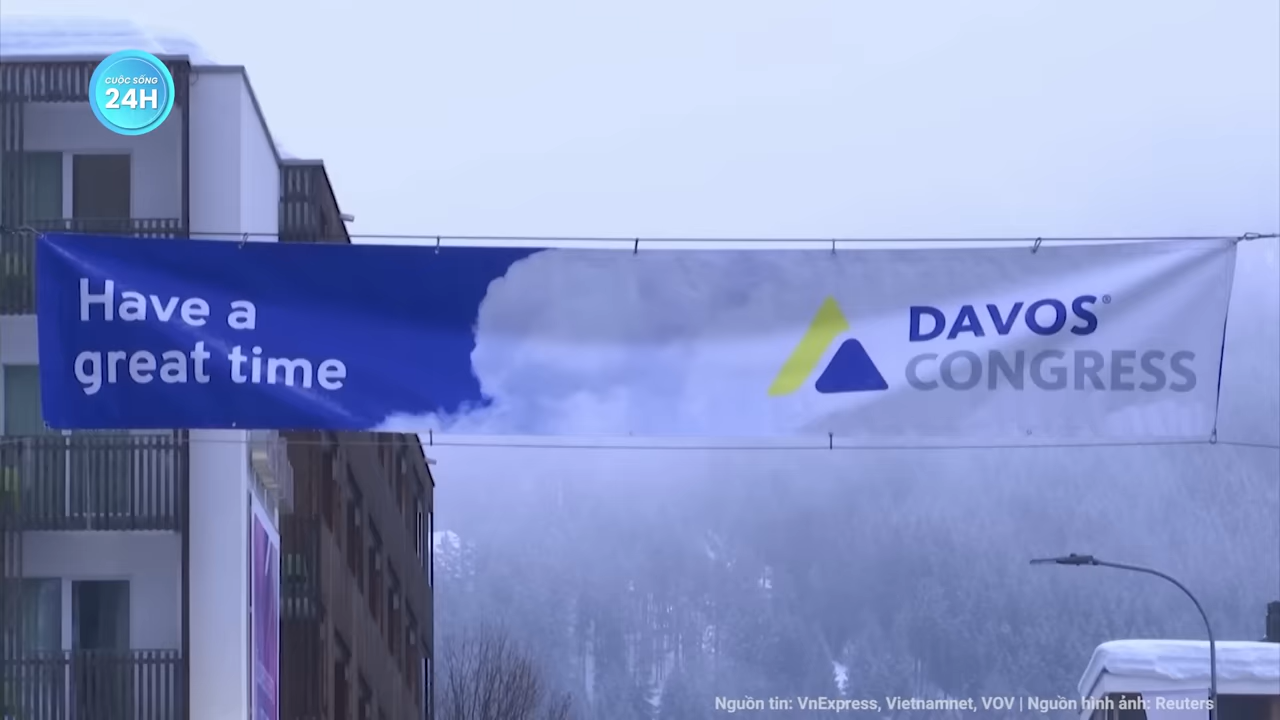 CUỘC SỐNG
24H
Have a
great time
DAVOS®
CONGRESS
Nguồn tin: VnExpress, Vietnamnet, VOV | Nguồn hình ảnh: Reuters